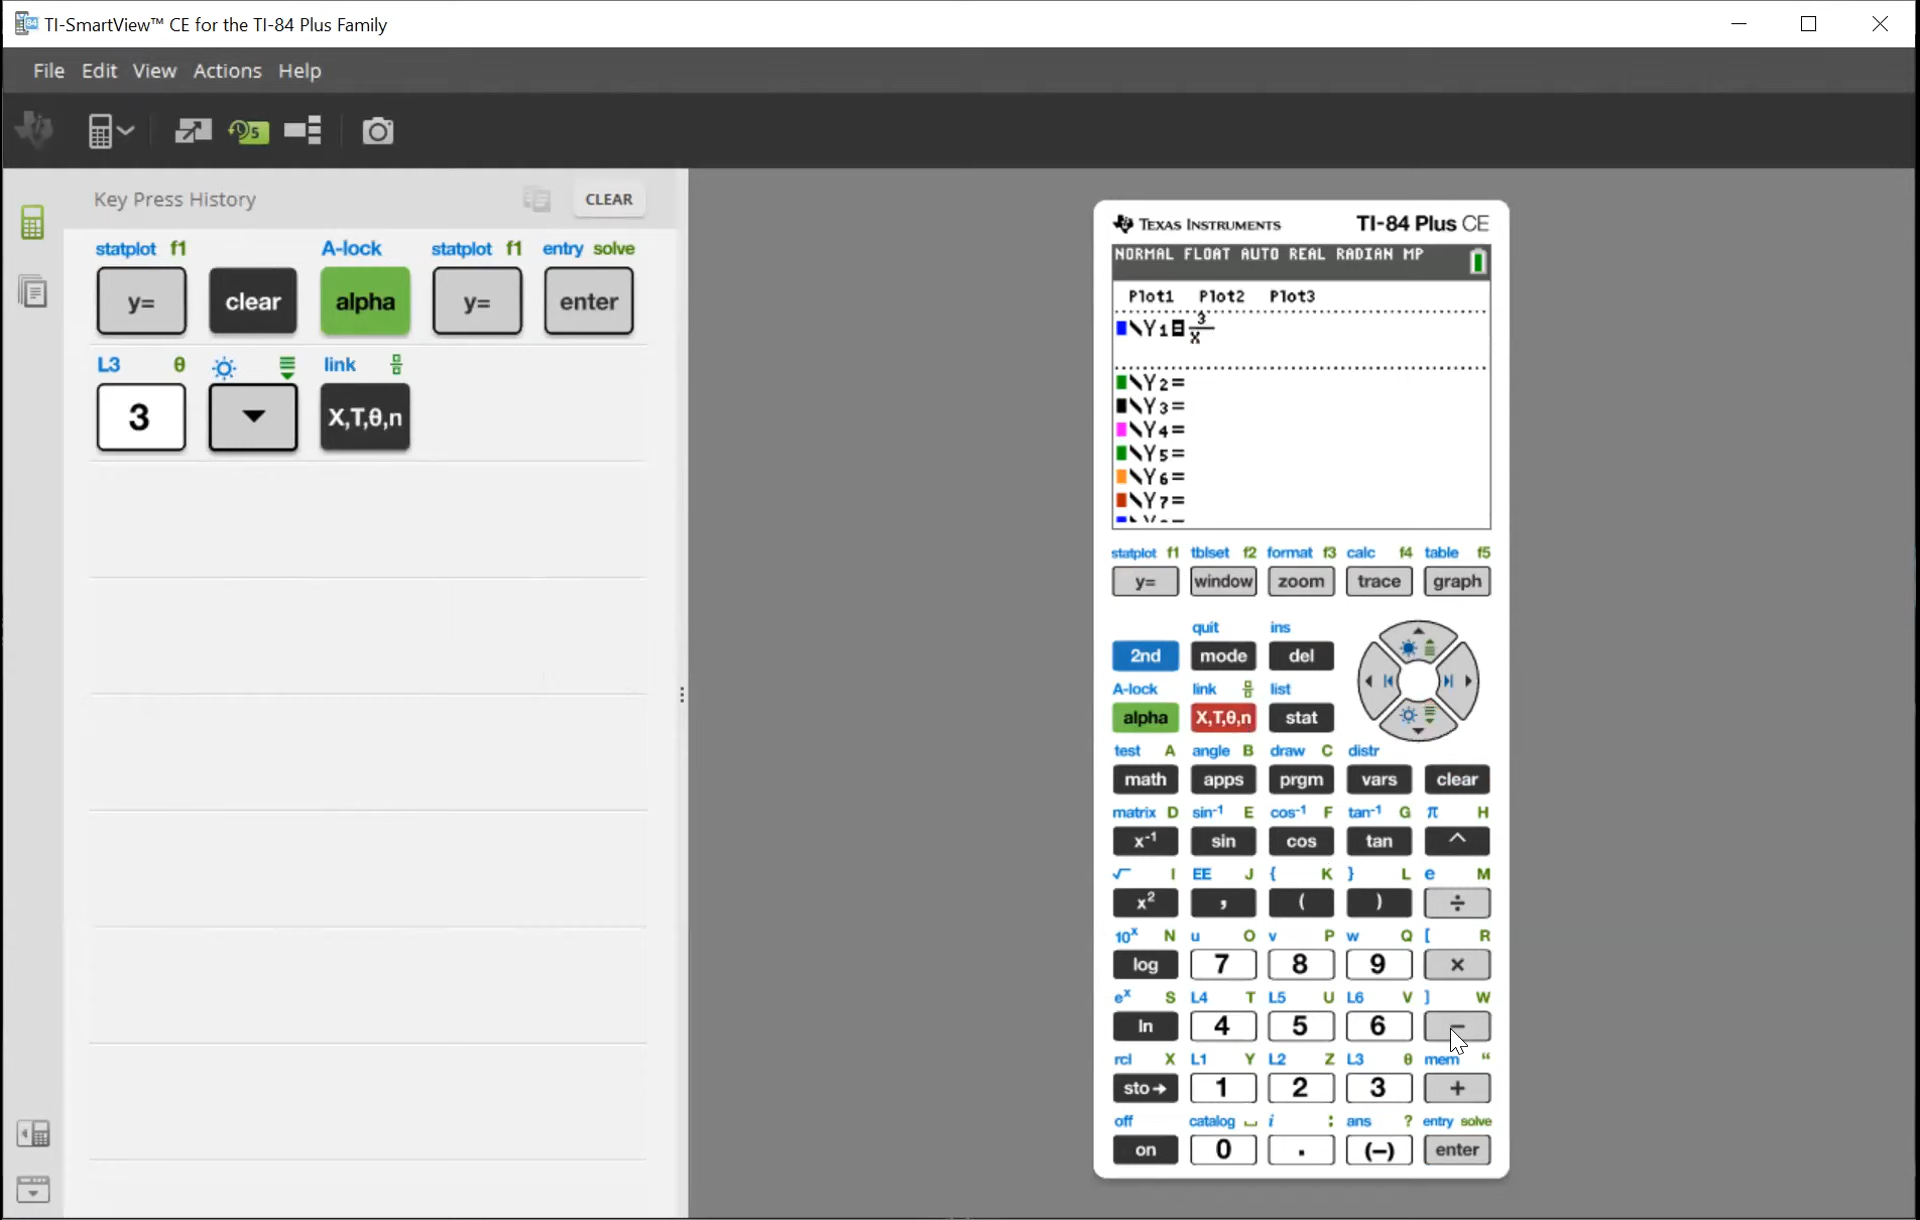 TI-SmartView™ CE for the TI-84 Plus Family
File Edit View Actions Help
5
Key Press History CLEAR
statplot f1 A-lock statplot f1 entry solve
y= clear alpha y= enter
L3 θ link
3 X,T,θ,n
TEXAS INSTRUMENTS TI-84 Plus CE
NORMAL FLOAT AUTO REAL RADIAN MP
Plot1 Plot2 Plot3
\Y1=3/X
\Y2=
\Y3=
\Y4=
\Y5=
\Y6=
\Y7=
statplot f1 tblset f2 format f3 calc f4 table f5
y= window zoom trace graph
quit ins
2nd mode del
A-lock link list
alpha X,T,θ,n stat
test A angle B draw C distr
math apps prgm vars clear
matrix D sin⁻¹ E cos⁻¹ F tan⁻¹ G π H
x⁻¹ sin cos tan ^
√ I EE J { K } L e M
x² , ( ) ÷
10ˣ N u O v P w Q [ R
log 7 8 9 ×
eˣ S L4 T L5 U L6 V ] W
ln 4 5 6 −
rcl X L1 Y L2 Z L3 θ mem “
sto→ 1 2 3 +
off catalog ⎵ i : ans ? entry solve
on 0 . (−) enter